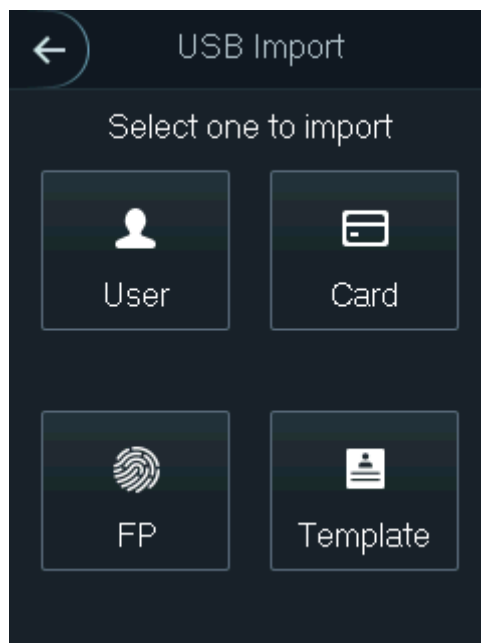 USB Import
Select one to import
User
Card
FP
Template